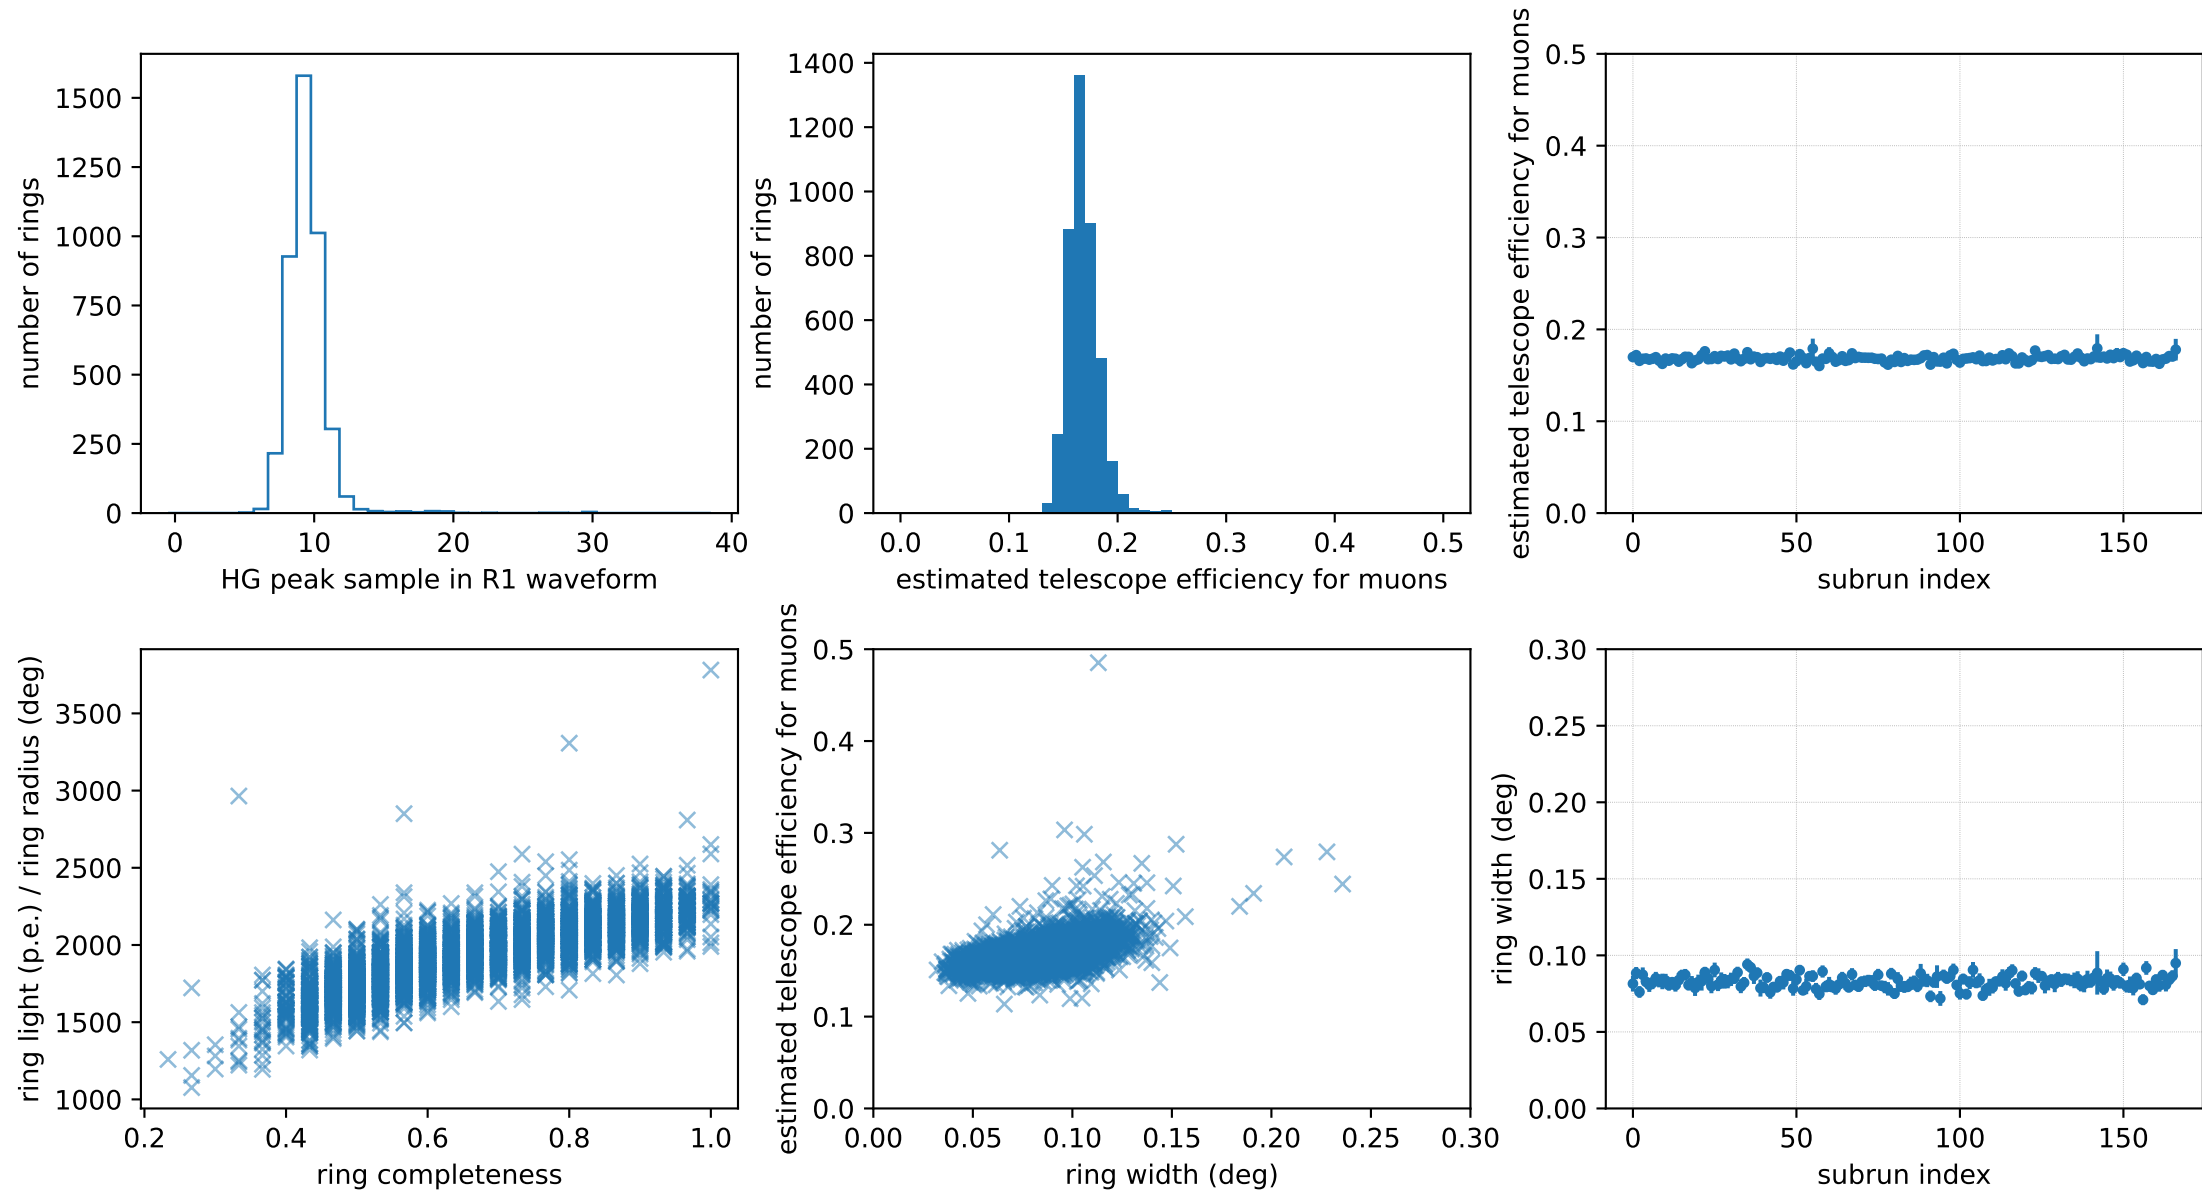 number of rings
1500
1250
1000
750
500
250
0
0 10 20 30 40
HG peak sample in R1 waveform
number of rings
1400
1200
1000
800
600
400
200
0
0.0 0.1 0.2 0.3 0.4 0.5
estimated telescope efficiency for muons
estimated telescope efficiency for muons
0.5
0.4
0.3
0.2
0.1
0.0
0 50 100 150
subrun index
ring light (p.e.) / ring radius (deg)
3500
3000
2500
2000
1500
1000
0.2 0.4 0.6 0.8 1.0
ring completeness
estimated telescope efficiency for muons
0.5
0.4
0.3
0.2
0.1
0.0
0.00 0.05 0.10 0.15 0.20 0.25 0.30
ring width (deg)
ring width (deg)
0.30
0.25
0.20
0.15
0.10
0.05
0.00
0 50 100 150
subrun index